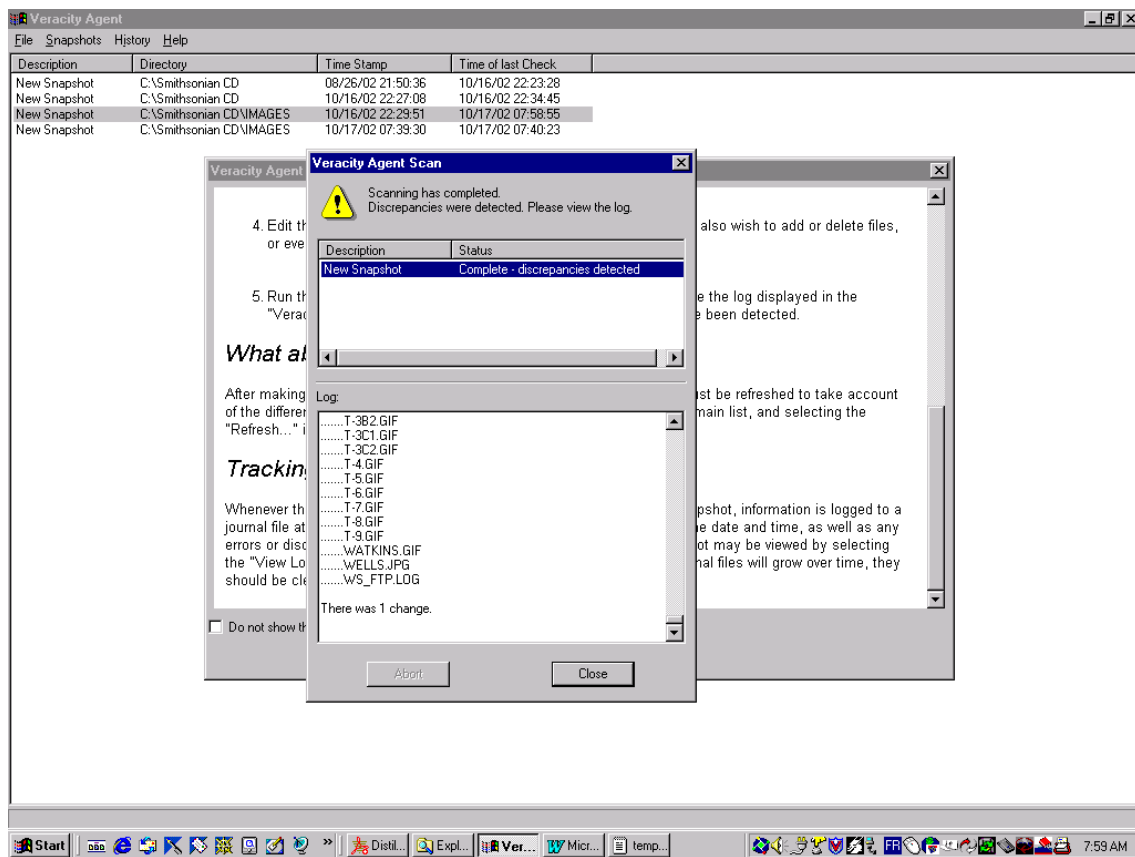 Veracity Agent
File Snapshots History Help
Description Directory Time Stamp Time of last Check
New Snapshot C:\Smithsonian CD 08/26/02 21:50:36 10/16/02 22:23:28
New Snapshot C:\Smithsonian CD 10/16/02 22:27:08 10/16/02 22:34:45
New Snapshot C:\Smithsonian CD\IMAGES 10/16/02 22:29:51 10/17/02 07:58:55
New Snapshot C:\Smithsonian CD\IMAGES 10/17/02 07:39:30 10/17/02 07:40:23
Veracity Agent
4. Edit th
also wish to add or delete files,
or eve
5. Run th
e the log displayed in the
"Verac
e been detected.
What ab
After making
ust be refreshed to take account
of the differen
main list, and selecting the
"Refresh..." i
Tracking
Whenever th
pshot, information is logged to a
journal file at
e date and time, as well as any
errors or disc
ot may be viewed by selecting
the "View Lo
nal files will grow over time, they
should be cle
Do not show th
Veracity Agent Scan
Scanning has completed.
Discrepancies were detected. Please view the log.
Description Status
New Snapshot Complete - discrepancies detected
Log:
.......T-3B2.GIF
.......T-3C1.GIF
.......T-3C2.GIF
.......T-4.GIF
.......T-5.GIF
.......T-6.GIF
.......T-7.GIF
.......T-8.GIF
.......T-9.GIF
.......WATKINS.GIF
.......WELLS.JPG
.......WS_FTP.LOG
There was 1 change.
Abort Close
Start Distil... Expl... Ver... Micr... temp... FR 7:59 AM